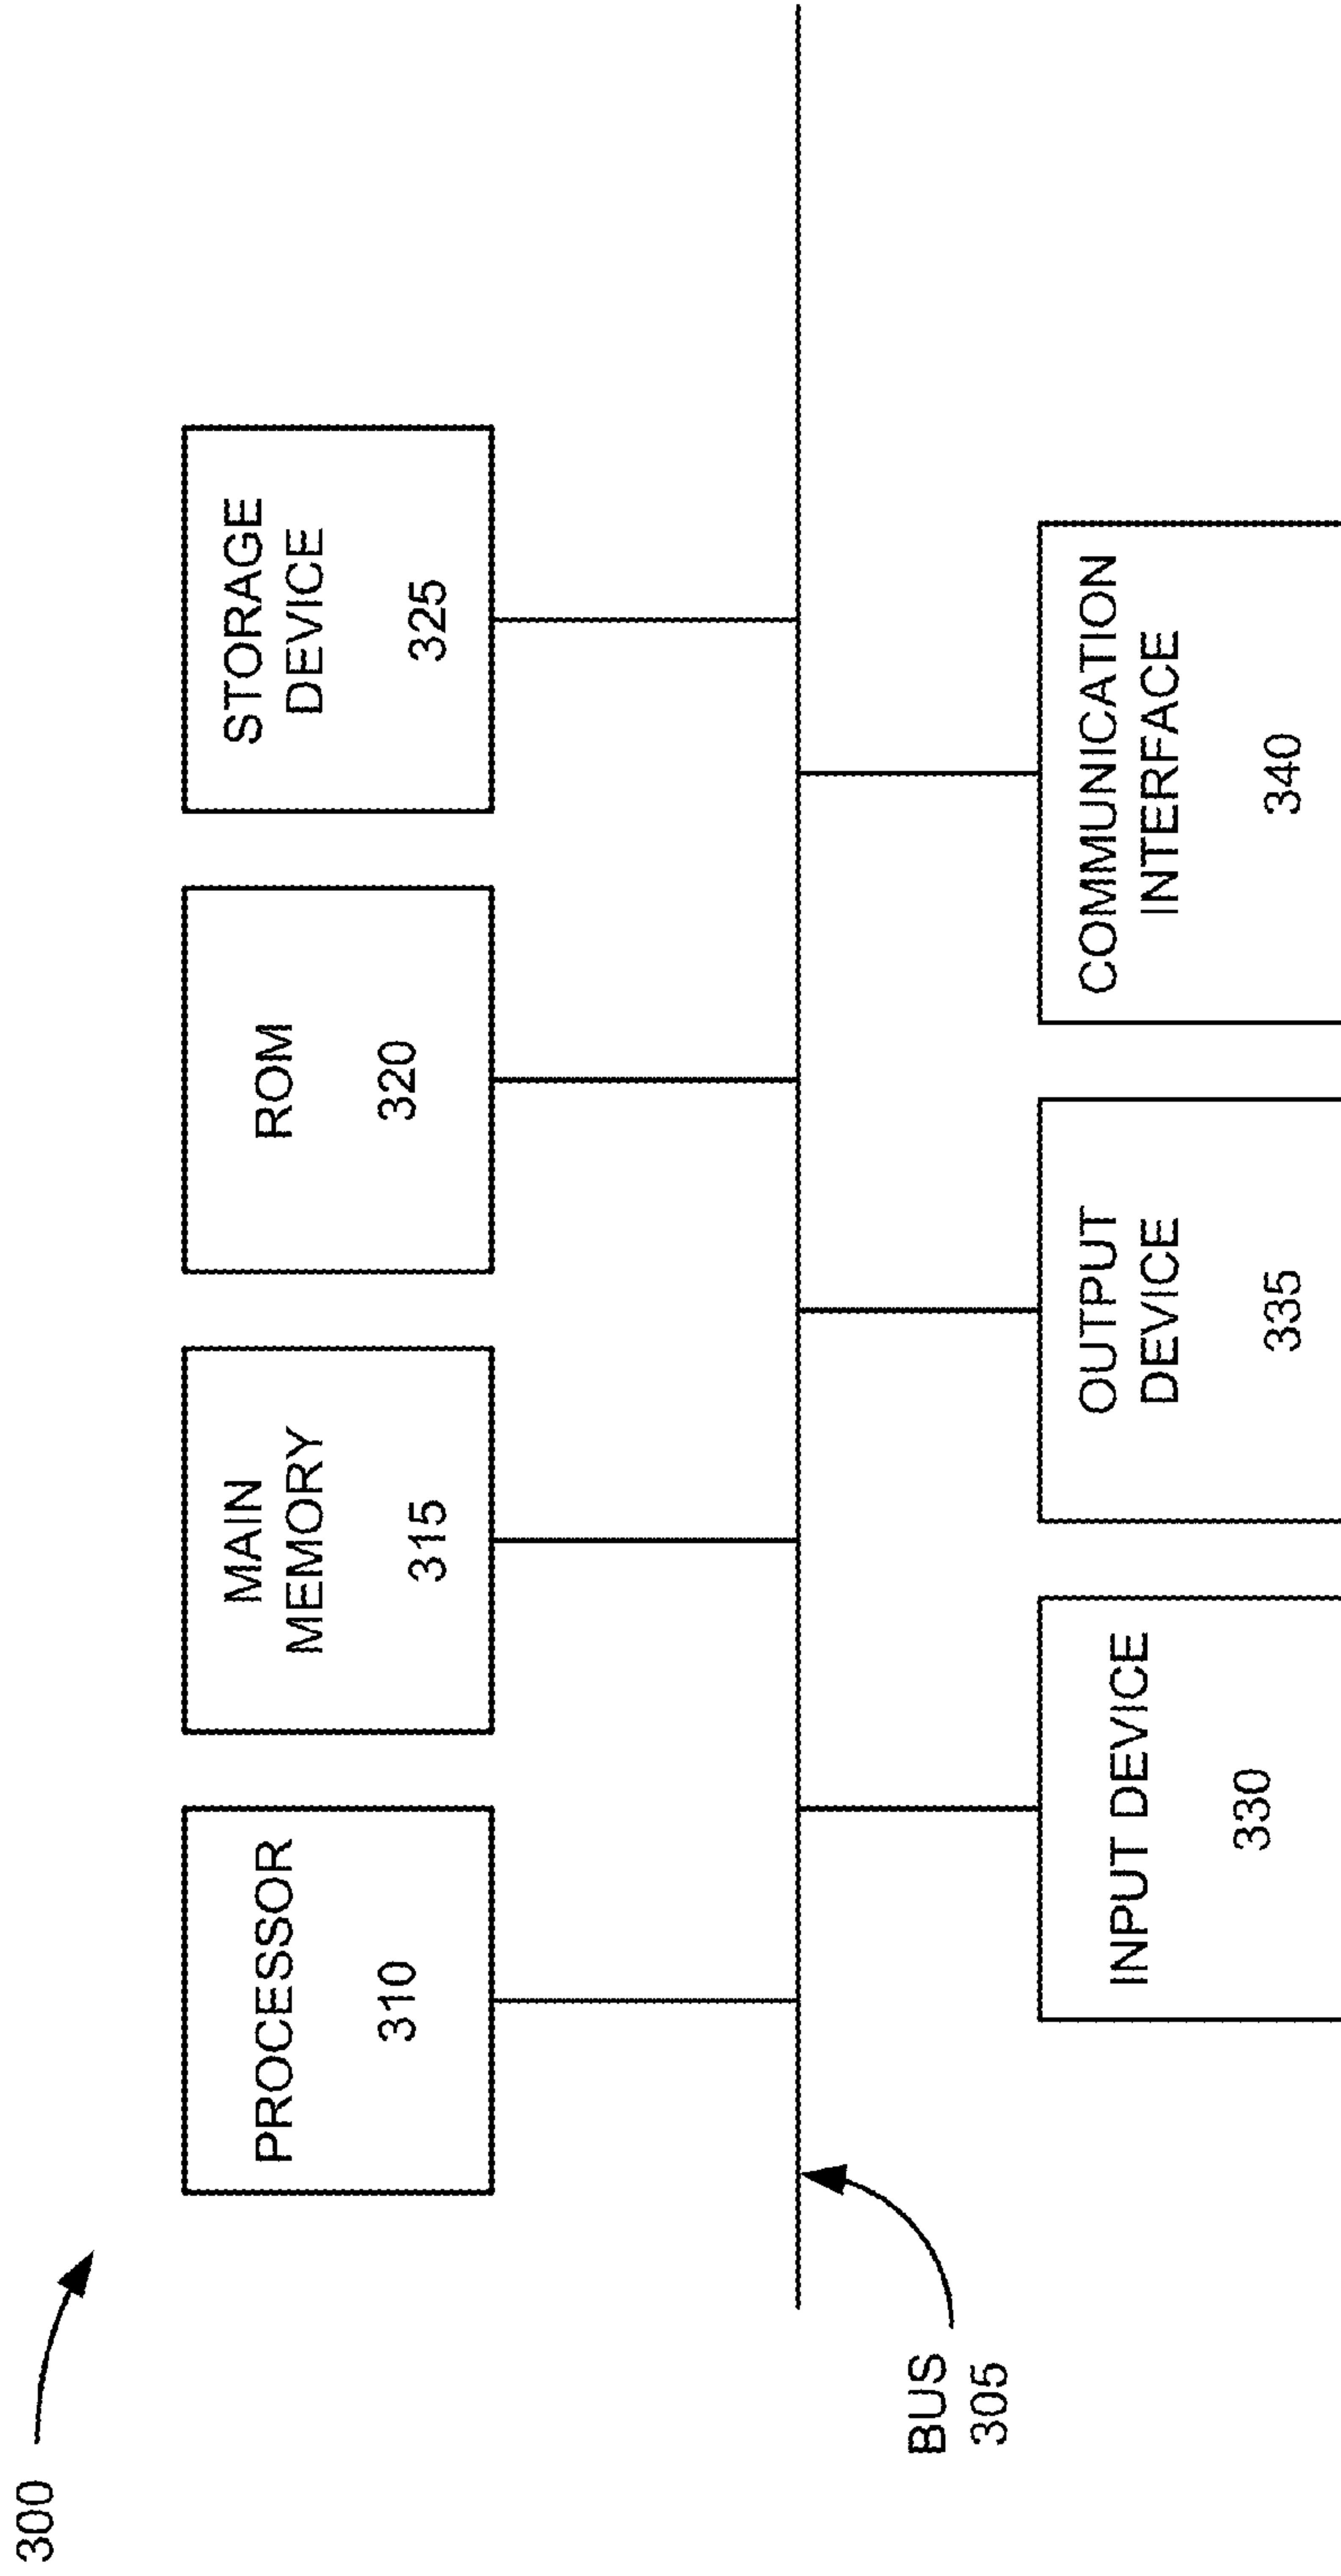 300
PROCESSOR
310
MAIN
MEMORY
315
ROM
320
STORAGE
DEVICE
325
BUS
305
INPUT DEVICE
330
OUTPUT
DEVICE
335
COMMUNICATION
INTERFACE
340